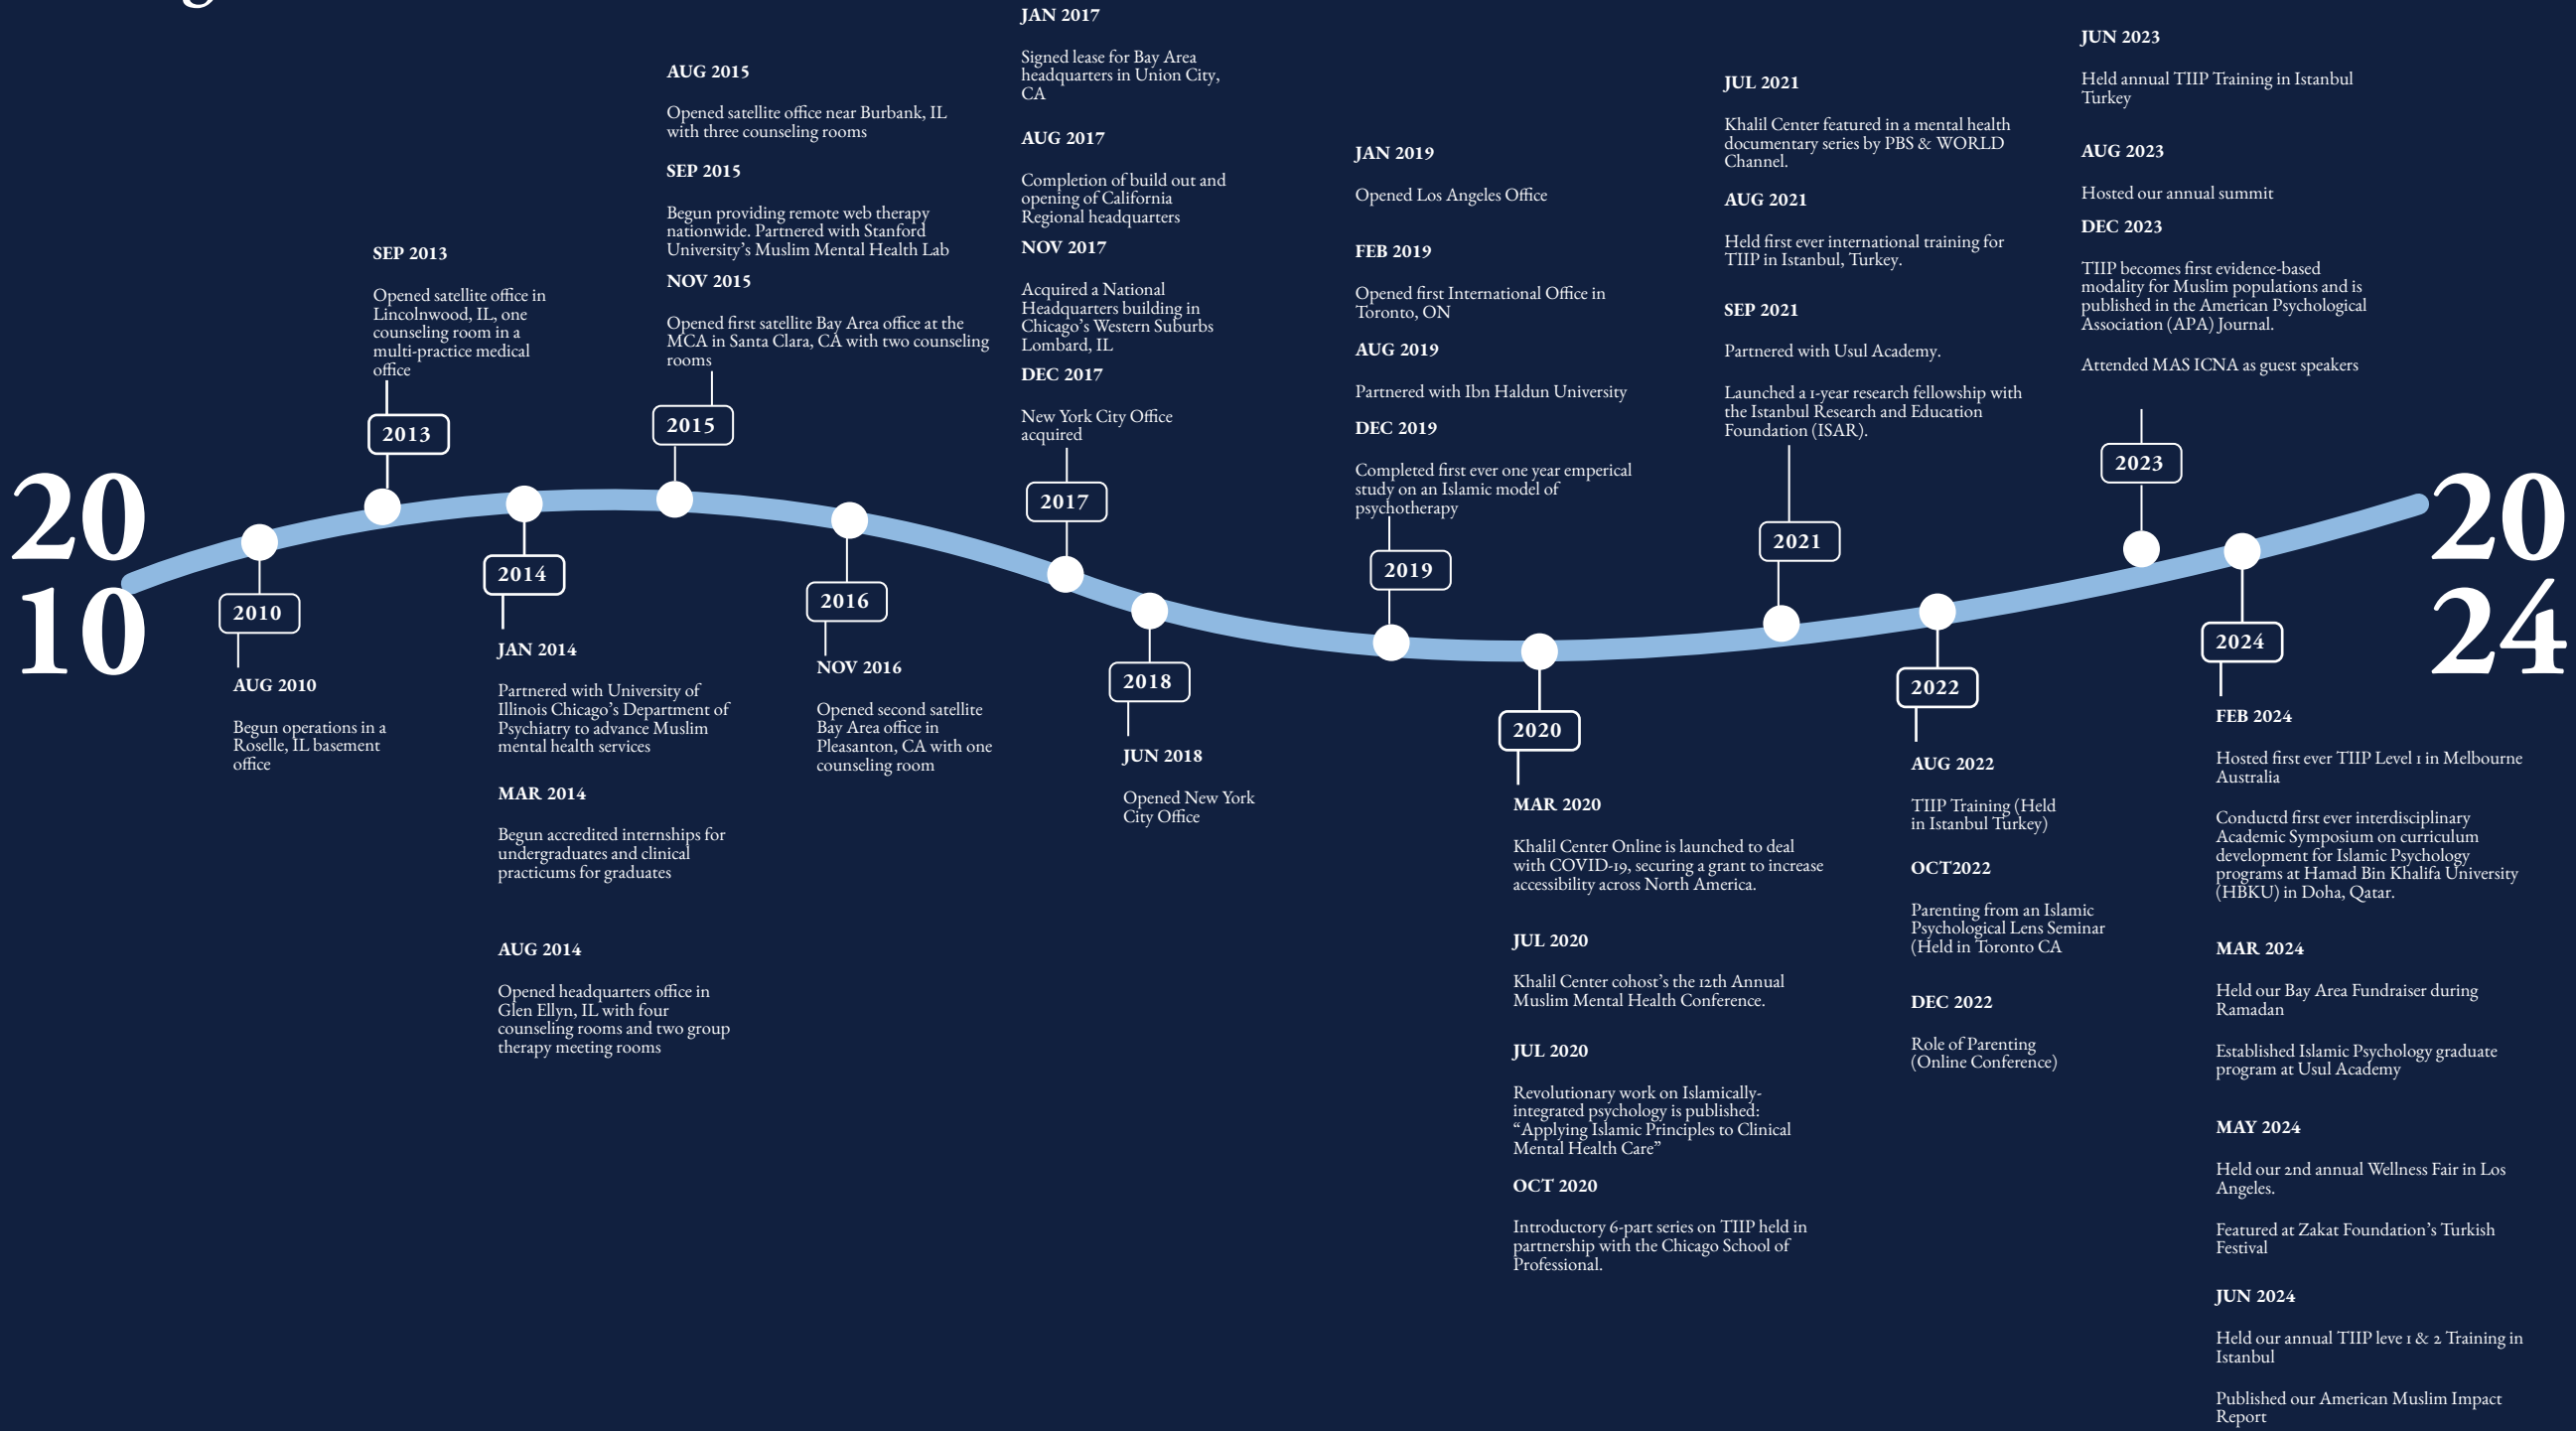 20
10
2010
AUG 2010
Begun operations in a
Roselle, IL basement
office
SEP 2013
Opened satellite office in
Lincolnwood, IL, one
counseling room in a
multi-practice medical
office
2013
2014
JAN 2014
Partnered with University of
Illinois Chicago’s Department of
Psychiatry to advance Muslim
mental health services
MAR 2014
Begun accredited internships for
undergraduates and clinical
practicums for graduates
AUG 2014
Opened headquarters office in
Glen Ellyn, IL with four
counseling rooms and two group
therapy meeting rooms
AUG 2015
Opened satellite office near Burbank, IL
with three counseling rooms
SEP 2015
Begun providing remote web therapy
nationwide. Partnered with Stanford
University’s Muslim Mental Health Lab
NOV 2015
Opened first satellite Bay Area office at the
MCA in Santa Clara, CA with two counseling
rooms
2015
2016
NOV 2016
Opened second satellite
Bay Area office in
Pleasanton, CA with one
counseling room
JAN 2017
Signed lease for Bay Area
headquarters in Union City,
CA
AUG 2017
Completion of build out and
opening of California
Regional headquarters
NOV 2017
Acquired a National
Headquarters building in
Chicago’s Western Suburbs
Lombard, IL
DEC 2017
New York City Office
acquired
2017
2018
JUN 2018
Opened New York
City Office
JAN 2019
Opened Los Angeles Office
FEB 2019
Opened first International Office in
Toronto, ON
AUG 2019
Partnered with Ibn Haldun University
DEC 2019
Completed first ever one year emperical
study on an Islamic model of
psychotherapy
2019
2020
MAR 2020
Khalil Center Online is launched to deal
with COVID-19, securing a grant to increase
accessibility across North America.
JUL 2020
Khalil Center cohost’s the 12th Annual
Muslim Mental Health Conference.
JUL 2020
Revolutionary work on Islamically-
integrated psychology is published:
“Applying Islamic Principles to Clinical
Mental Health Care”
OCT 2020
Introductory 6-part series on TIIP held in
partnership with the Chicago School of
Professional.
JUL 2021
Khalil Center featured in a mental health
documentary series by PBS & WORLD
Channel.
AUG 2021
Held first ever international training for
TIIP in Istanbul, Turkey.
SEP 2021
Partnered with Usul Academy.
Launched a 1-year research fellowship with
the Istanbul Research and Education
Foundation (ISAR).
2021
2022
AUG 2022
TIIP Training (Held
in Istanbul Turkey)
OCT2022
Parenting from an Islamic
Psychological Lens Seminar
(Held in Toronto CA
DEC 2022
Role of Parenting
(Online Conference)
JUN 2023
Held annual TIIP Training in Istanbul
Turkey
AUG 2023
Hosted our annual summit
DEC 2023
TIIP becomes first evidence-based
modality for Muslim populations and is
published in the American Psychological
Association (APA) Journal.
Attended MAS ICNA as guest speakers
2023
2024
FEB 2024
Hosted first ever TIIP Level 1 in Melbourne
Australia
Conductd first ever interdisciplinary
Academic Symposium on curriculum
development for Islamic Psychology
programs at Hamad Bin Khalifa University
(HBKU) in Doha, Qatar.
MAR 2024
Held our Bay Area Fundraiser during
Ramadan
Established Islamic Psychology graduate
program at Usul Academy
MAY 2024
Held our 2nd annual Wellness Fair in Los
Angeles.
Featured at Zakat Foundation’s Turkish
Festival
JUN 2024
Held our annual TIIP leve 1 & 2 Training in
Istanbul
Published our American Muslim Impact
Report
20
24